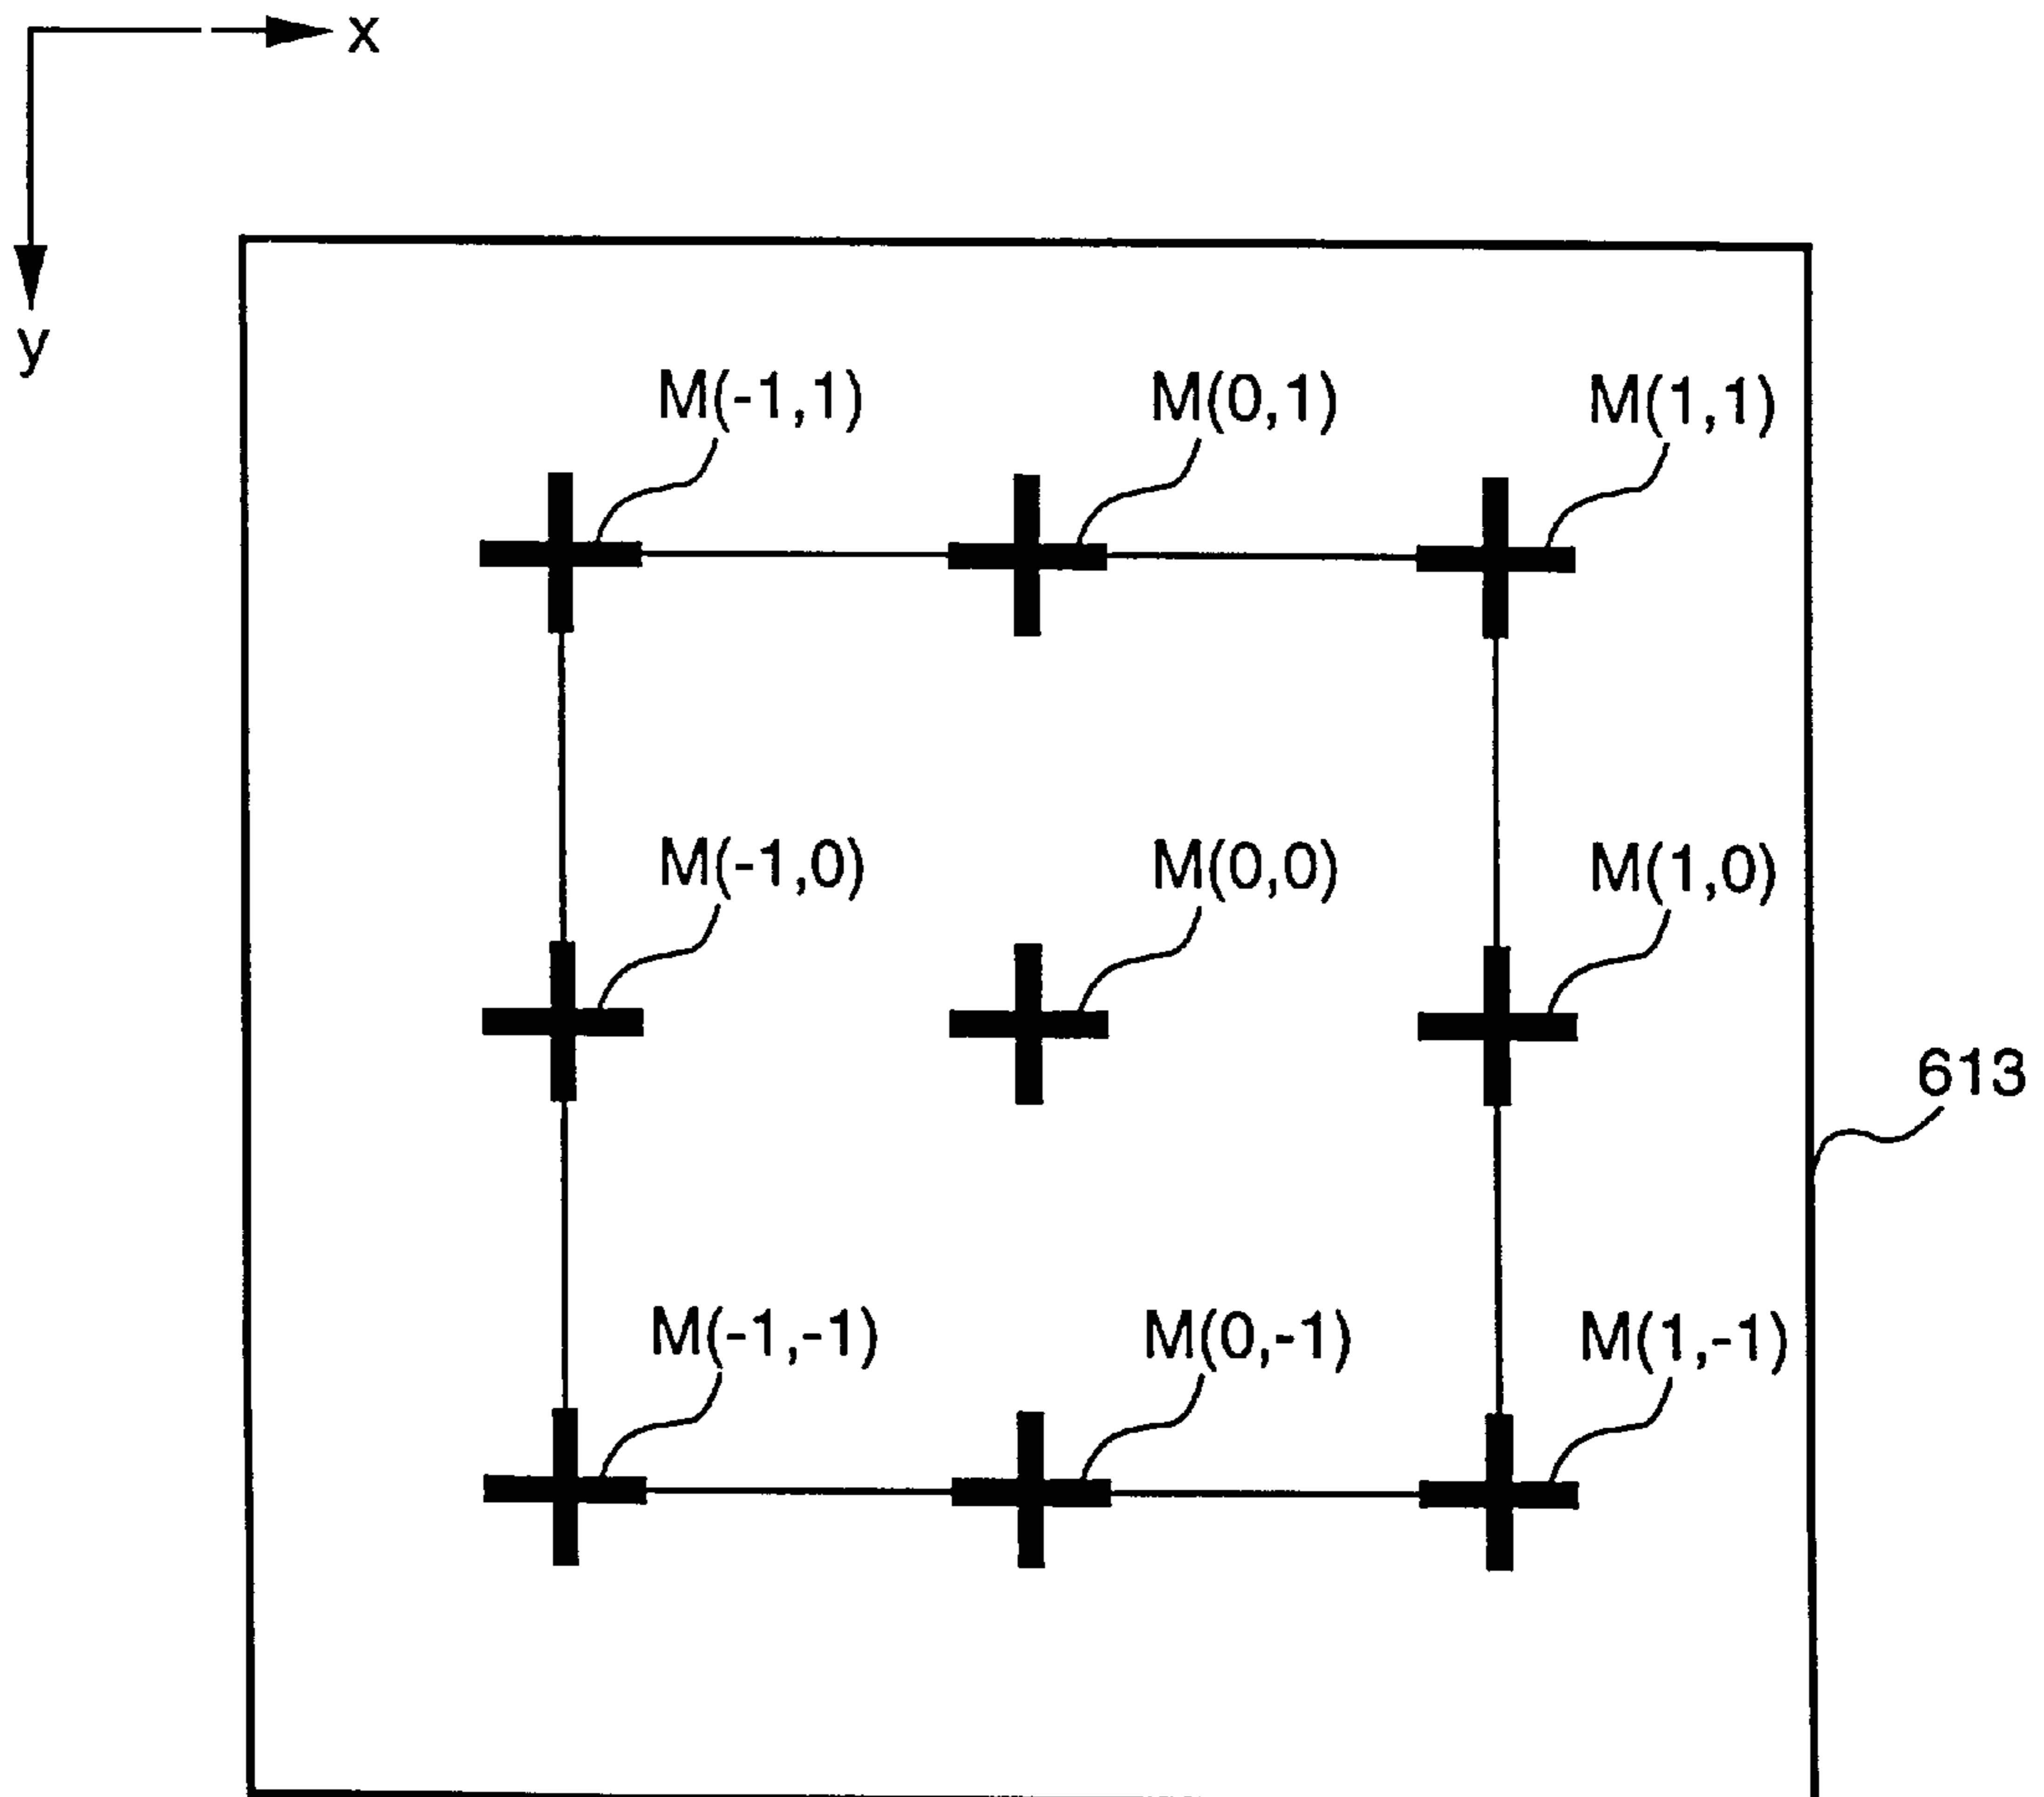 x
y
M(-1,1) M(0,1) M(1,1)
M(-1,0) M(0,0) M(1,0)
613
M(-1,-1) M(0,-1) M(1,-1)